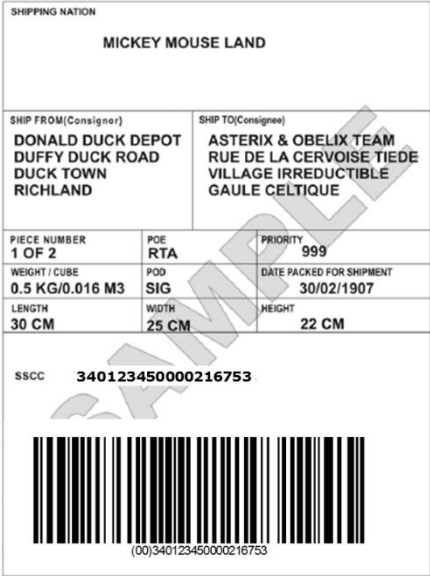 SHIPPING NATION
MICKEY MOUSE LAND
SHIP FROM(Consignor)
DONALD DUCK DEPOT
DUFFY DUCK ROAD
DUCK TOWN
RICHLAND
SHIP TO(Consignee)
ASTERIX & OBELIX TEAM
RUE DE LA CERVOISE TIEDE
VILLAGE IRREDUCTIBLE
GAULE CELTIQUE
PIECE NUMBER
1 OF 2
POE
RTA
PRIORITY
999
WEIGHT / CUBE
0.5 KG/0.016 M3
POD
SIG
DATE PACKED FOR SHIPMENT
30/02/1907
LENGTH
30 CM
WIDTH
25 CM
HEIGHT
22 CM
SAMPLE
SSCC 340123450000216753
(00)340123450000216753